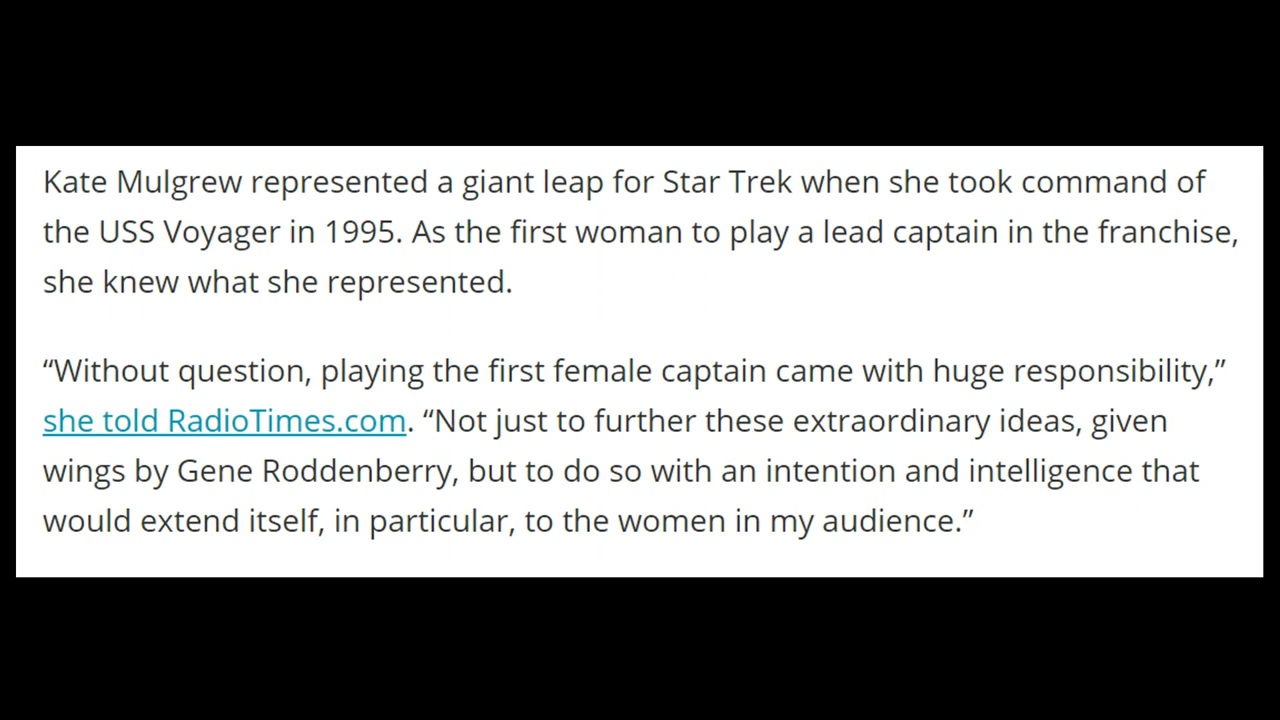 Kate Mulgrew represented a giant leap for Star Trek when she took command of
the USS Voyager in 1995. As the first woman to play a lead captain in the franchise,
she knew what she represented.
“Without question, playing the first female captain came with huge responsibility,”
she told RadioTimes.com. “Not just to further these extraordinary ideas, given
wings by Gene Roddenberry, but to do so with an intention and intelligence that
would extend itself, in particular, to the women in my audience.”